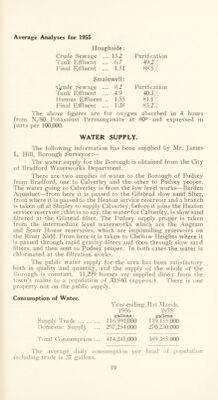 Average Analyses for 1955
Houghside:
Crude Sewage ... 13.2 Purification
Tank Effluent ... 6.7 49.2%
Final Effluent ... 1.51 88.5%
Smalewell:
Crude Sewage ... 8.2 Purification
Tank Effluent ... 4.9 40.3%
Humus Effluent .. 1.55 81.1%
Final Effluent ... 1.26 83.2%
The above figures are for oxygen absorbed in 4 hours
from N/80 Potassium Permanganate at 80° and expressed in
parts per 100,000.
WATER SUPPLY.
The following information has been supplied by Mr. James
L. Hill, Borough Surveyor:—
The water supply for the Borough is obtained from the City
of Bradford Waterworks Department.
There are two supplies of water to the Borough of Pudsey
from Bradford, one to Calverley and the other to Pudsey proper.
The water going to Calverley is from the low level works—Barden
Aqueduct—from here it is passed to the Gilstead slow sand filter,
from where it is passed to the Heaton service reservoir and a branch
is taken off at Shipley to supply Calverley, before it joins the Heaton
service reservoir; this is to say, the water for Calverley, is slow sand
filtered at the Gilstead filter. The Pudsey supply proper is taken
from the intermediate level waterworks which are the Angram
and Scarr House reservoirs, which are impounding reservoirs on
the River Nidd. From here it is taken to Chellow Heights where it
is passed through rapid gravity filters and then through slow sand
filters, and then sent to Pudsey proper. In both cases the water is
chlorinated at the filtration works.
The public water supply for the area has been satisfactory
both in quality and quantity, and the supply of the whole of the
Borough is constant. 11,299 houses are supplied direct from the
town's mains to a population of 30,540 (approx.). There is one
property not on the public supply.
Consumption of Water.
Year ending 31st March,
1956 1955
gallons gallons
Supply Trade ... ... 116,991,000 119,135,000
Domestic Supply ... 297,254,000 270,230,000
Total Consumption ... 414,245,000 389,365,000
The average daily consumption per head of population
including trade is 37 gallons.
19